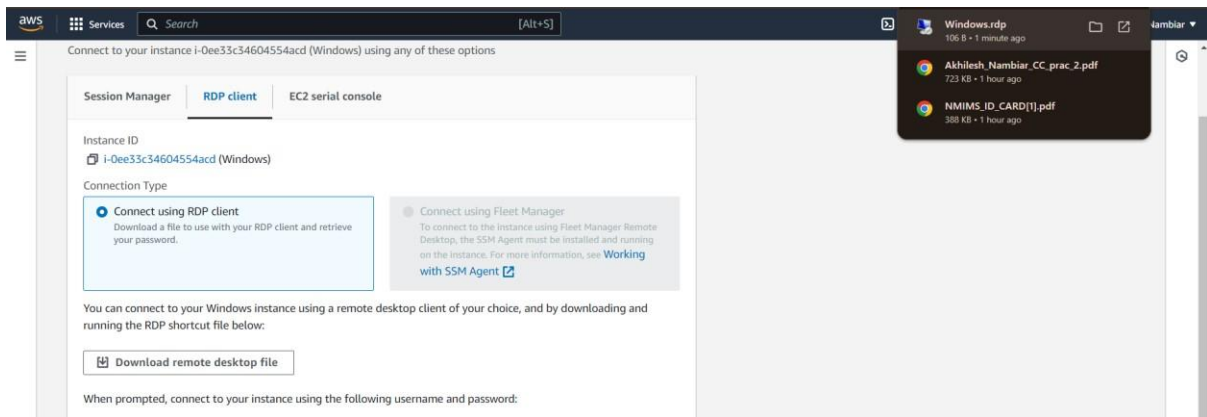 aws
Services
Search
[Alt+S]
Nambiar
Windows.rdp
106 B • 1 minute ago
Akhilesh_Nambiar_CC_prac_2.pdf
723 KB • 1 hour ago
NMIMS_ID_CARD[1].pdf
388 KB • 1 hour ago
Connect to your instance i-0ee33c34604554acd (Windows) using any of these options
Session Manager
RDP client
EC2 serial console
Instance ID
i-0ee33c34604554acd (Windows)
Connection Type
Connect using RDP client
Download a file to use with your RDP client and retrieve
your password.
Connect using Fleet Manager
To connect to the instance using Fleet Manager Remote
Desktop, the SSM Agent must be installed and running
on the instance. For more information, see Working
with SSM Agent
You can connect to your Windows instance using a remote desktop client of your choice, and by downloading and
running the RDP shortcut file below:
Download remote desktop file
When prompted, connect to your instance using the following username and password: